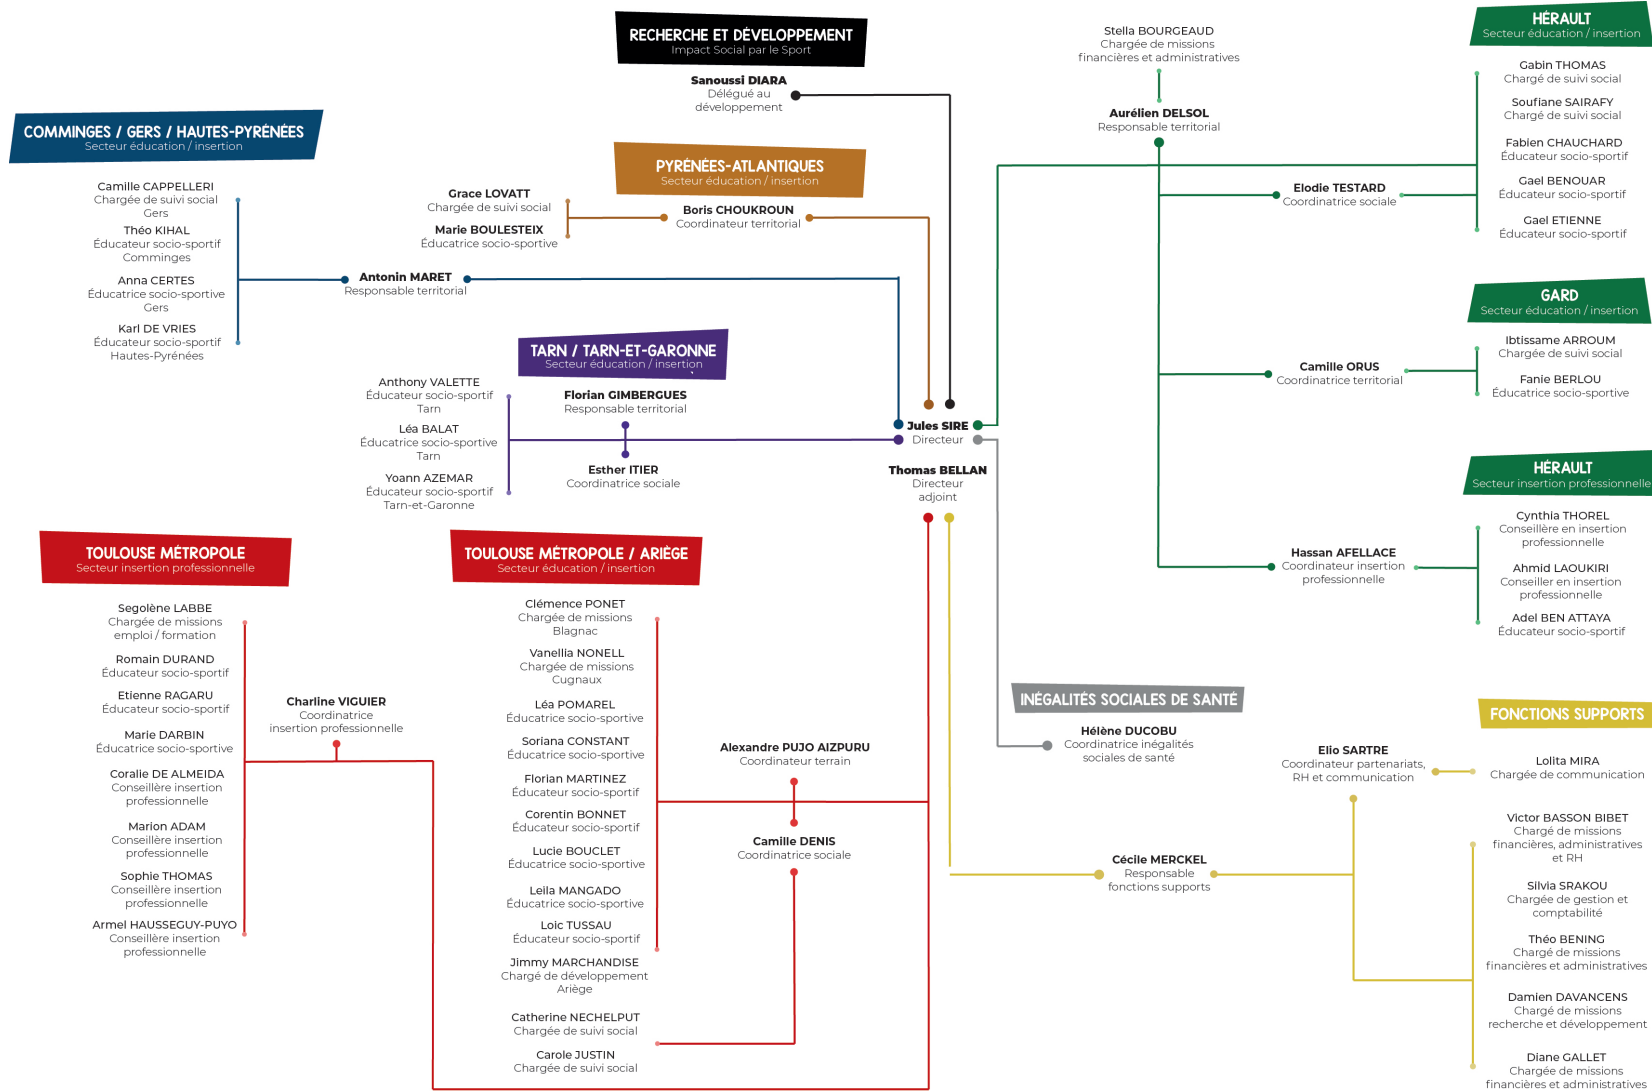 RECHERCHE ET DÉVELOPPEMENT
Impact Social par le Sport
Sanoussi DIARA
Délégué au
développement
COMMINGES / GERS / HAUTES-PYRÉNÉES
Secteur éducation / insertion
Camille CAPPELLERI
Chargée de suivi social
Gers
Théo KIHAL
Éducateur socio-sportif
Comminges
Anna CERTES
Éducatrice socio-sportive
Gers
Karl DE VRIES
Éducateur socio-sportif
Hautes-Pyrénées
Antonin MARET
Responsable territorial
PYRÉNÉES-ATLANTIQUES
Secteur éducation / insertion
Grace LOVATT
Chargée de suivi social
Marie BOULESTEIX
Éducatrice socio-sportive
Boris CHOUKROUN
Coordinateur territorial
TARN / TARN-ET-GARONNE
Secteur éducation / insertion
Anthony VALETTE
Éducateur socio-sportif
Tarn
Léa BALAT
Éducatrice socio-sportive
Tarn
Yoann AZEMAR
Éducateur socio-sportif
Tarn-et-Garonne
Florian GIMBERGUES
Responsable territorial
Esther ITIER
Coordinatrice sociale
Jules SIRE
Directeur
Thomas BELLAN
Directeur
adjoint
Stella BOURGEAUD
Chargée de missions
financières et administratives
Aurélien DELSOL
Responsable territorial
HÉRAULT
Secteur éducation / insertion
Gabin THOMAS
Chargé de suivi social
Soufiane SAIRAFY
Chargé de suivi social
Fabien CHAUCHARD
Éducateur socio-sportif
Gael BENOUAR
Éducateur socio-sportif
Gael ETIENNE
Éducateur socio-sportif
Elodie TESTARD
Coordinatrice sociale
GARD
Secteur éducation / insertion
Ibtissame ARROUM
Chargée de suivi social
Fanie BERLOU
Éducatrice socio-sportive
Camille ORUS
Coordinatrice territorial
HÉRAULT
Secteur insertion professionnelle
Cynthia THOREL
Conseillère en insertion
professionnelle
Ahmid LAOUKIRI
Conseiller en insertion
professionnelle
Adel BEN ATTAYA
Éducateur socio-sportif
Hassan AFELLACE
Coordinateur insertion
professionnelle
TOULOUSE MÉTROPOLE
Secteur insertion professionnelle
Segolène LABBE
Chargée de missions
emploi / formation
Romain DURAND
Éducateur socio-sportif
Etienne RAGARU
Éducateur socio-sportif
Marie DARBIN
Éducatrice socio-sportive
Coralie DE ALMEIDA
Conseillère insertion
professionnelle
Marion ADAM
Conseillère insertion
professionnelle
Sophie THOMAS
Conseillère insertion
professionnelle
Armel HAUSSEGUY-PUYO
Conseillère insertion
professionnelle
Charline VIGUIER
Coordinatrice
insertion professionnelle
TOULOUSE MÉTROPOLE / ARIÈGE
Secteur éducation / insertion
Clémence PONET
Chargée de missions
Blagnac
Vanellia NONELL
Chargée de missions
Cugnaux
Léa POMAREL
Éducatrice socio-sportive
Soriana CONSTANT
Éducatrice socio-sportive
Florian MARTINEZ
Éducateur socio-sportif
Corentin BONNET
Éducateur socio-sportif
Lucie BOUCLET
Éducatrice socio-sportive
Leïla MANGADO
Éducatrice socio-sportive
Loic TUSSAU
Éducateur socio-sportif
Jimmy MARCHANDISE
Chargé de développement
Ariège
Catherine NECHELPUT
Chargée de suivi social
Carole JUSTIN
Chargée de suivi social
Alexandre PUJO AIZPURU
Coordinateur terrain
Camille DENIS
Coordinatrice sociale
INÉGALITÉS SOCIALES DE SANTÉ
Hélène DUCOBU
Coordinatrice inégalités
sociales de santé
Cécile MERCKEL
Responsable
fonctions supports
FONCTIONS SUPPORTS
Elio SARTRE
Coordinateur partenariats,
RH et communication
Lolita MIRA
Chargée de communication
Victor BASSON BIBET
Chargé de missions
financières, administratives
et RH
Silvia SRAKOU
Chargée de gestion et
comptabilité
Théo BENING
Chargé de missions
financières et administratives
Damien DAVANCENS
Chargé de missions
recherche et développement
Diane GALLET
Chargée de missions
financières et administratives